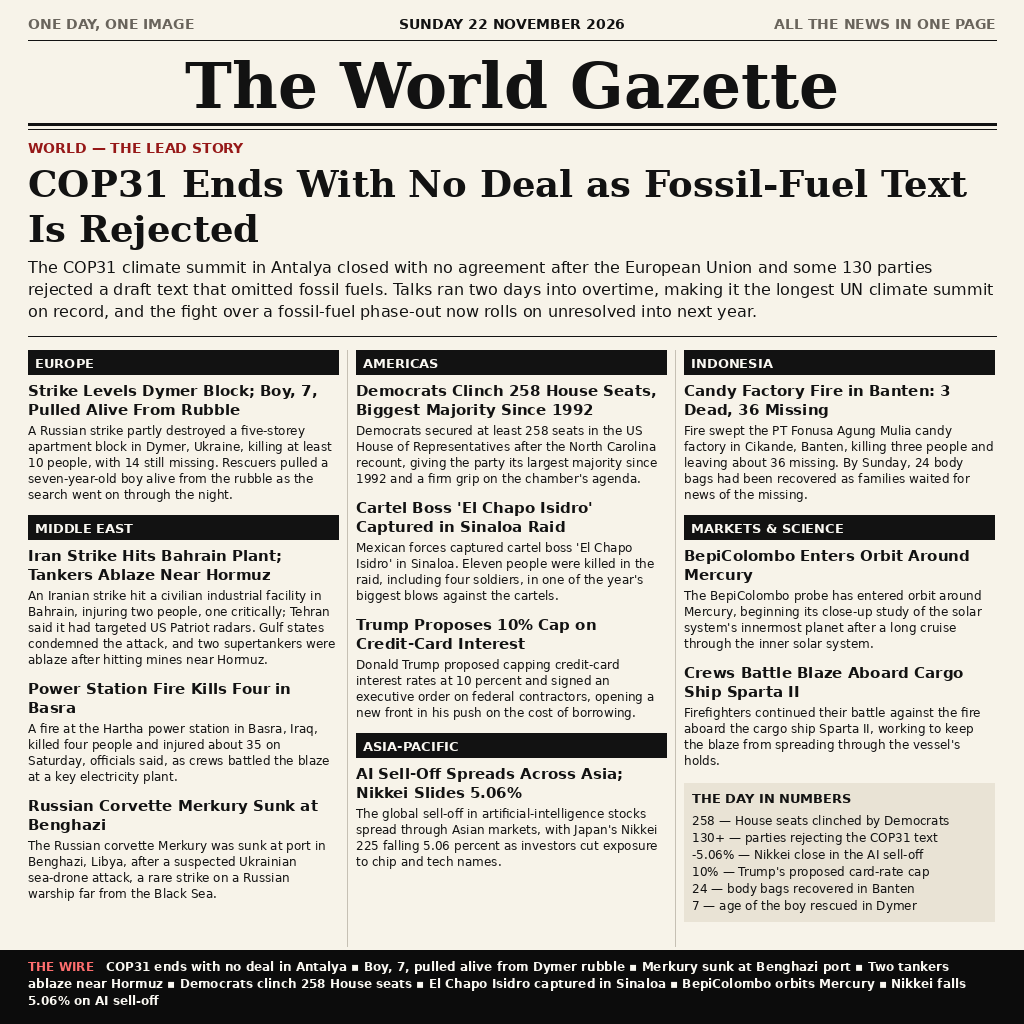 ONE DAY, ONE IMAGE
SUNDAY 22 NOVEMBER 2026
ALL THE NEWS IN ONE PAGE
The World Gazette
WORLD — THE LEAD STORY
COP31 Ends With No Deal as Fossil-Fuel Text
Is Rejected
The COP31 climate summit in Antalya closed with no agreement after the European Union and some 130 parties
rejected a draft text that omitted fossil fuels. Talks ran two days into overtime, making it the longest UN climate summit
on record, and the fight over a fossil-fuel phase-out now rolls on unresolved into next year.
EUROPE
Strike Levels Dymer Block; Boy, 7,
Pulled Alive From Rubble
A Russian strike partly destroyed a five-storey
apartment block in Dymer, Ukraine, killing at least
10 people, with 14 still missing. Rescuers pulled a
seven-year-old boy alive from the rubble as the
search went on through the night.
MIDDLE EAST
Iran Strike Hits Bahrain Plant;
Tankers Ablaze Near Hormuz
An Iranian strike hit a civilian industrial facility in
Bahrain, injuring two people, one critically; Tehran
said it had targeted US Patriot radars. Gulf states
condemned the attack, and two supertankers were
ablaze after hitting mines near Hormuz.
Power Station Fire Kills Four in
Basra
A fire at the Hartha power station in Basra, Iraq,
killed four people and injured about 35 on
Saturday, officials said, as crews battled the blaze
at a key electricity plant.
Russian Corvette Merkury Sunk at
Benghazi
The Russian corvette Merkury was sunk at port in
Benghazi, Libya, after a suspected Ukrainian
sea-drone attack, a rare strike on a Russian
warship far from the Black Sea.
AMERICAS
Democrats Clinch 258 House Seats,
Biggest Majority Since 1992
Democrats secured at least 258 seats in the US
House of Representatives after the North Carolina
recount, giving the party its largest majority since
1992 and a firm grip on the chamber's agenda.
Cartel Boss 'El Chapo Isidro'
Captured in Sinaloa Raid
Mexican forces captured cartel boss 'El Chapo
Isidro' in Sinaloa. Eleven people were killed in the
raid, including four soldiers, in one of the year's
biggest blows against the cartels.
Trump Proposes 10% Cap on
Credit-Card Interest
Donald Trump proposed capping credit-card
interest rates at 10 percent and signed an
executive order on federal contractors, opening a
new front in his push on the cost of borrowing.
ASIA-PACIFIC
AI Sell-Off Spreads Across Asia;
Nikkei Slides 5.06%
The global sell-off in artificial-intelligence stocks
spread through Asian markets, with Japan's Nikkei
225 falling 5.06 percent as investors cut exposure
to chip and tech names.
INDONESIA
Candy Factory Fire in Banten: 3
Dead, 36 Missing
Fire swept the PT Fonusa Agung Mulia candy
factory in Cikande, Banten, killing three people and
leaving about 36 missing. By Sunday, 24 body
bags had been recovered as families waited for
news of the missing.
MARKETS & SCIENCE
BepiColombo Enters Orbit Around
Mercury
The BepiColombo probe has entered orbit around
Mercury, beginning its close-up study of the solar
system's innermost planet after a long cruise
through the inner solar system.
Crews Battle Blaze Aboard Cargo
Ship Sparta II
Firefighters continued their battle against the fire
aboard the cargo ship Sparta II, working to keep
the blaze from spreading through the vessel's
holds.
THE DAY IN NUMBERS
258 — House seats clinched by Democrats
130+ — parties rejecting the COP31 text
-5.06% — Nikkei close in the AI sell-off
10% — Trump's proposed card-rate cap
24 — body bags recovered in Banten
7 — age of the boy rescued in Dymer
THE WIRE COP31 ends with no deal in Antalya ▪ Boy, 7, pulled alive from Dymer rubble ▪ Merkury sunk at Benghazi port ▪ Two tankers
ablaze near Hormuz ▪ Democrats clinch 258 House seats ▪ El Chapo Isidro captured in Sinaloa ▪ BepiColombo orbits Mercury ▪ Nikkei falls
5.06% on AI sell-off